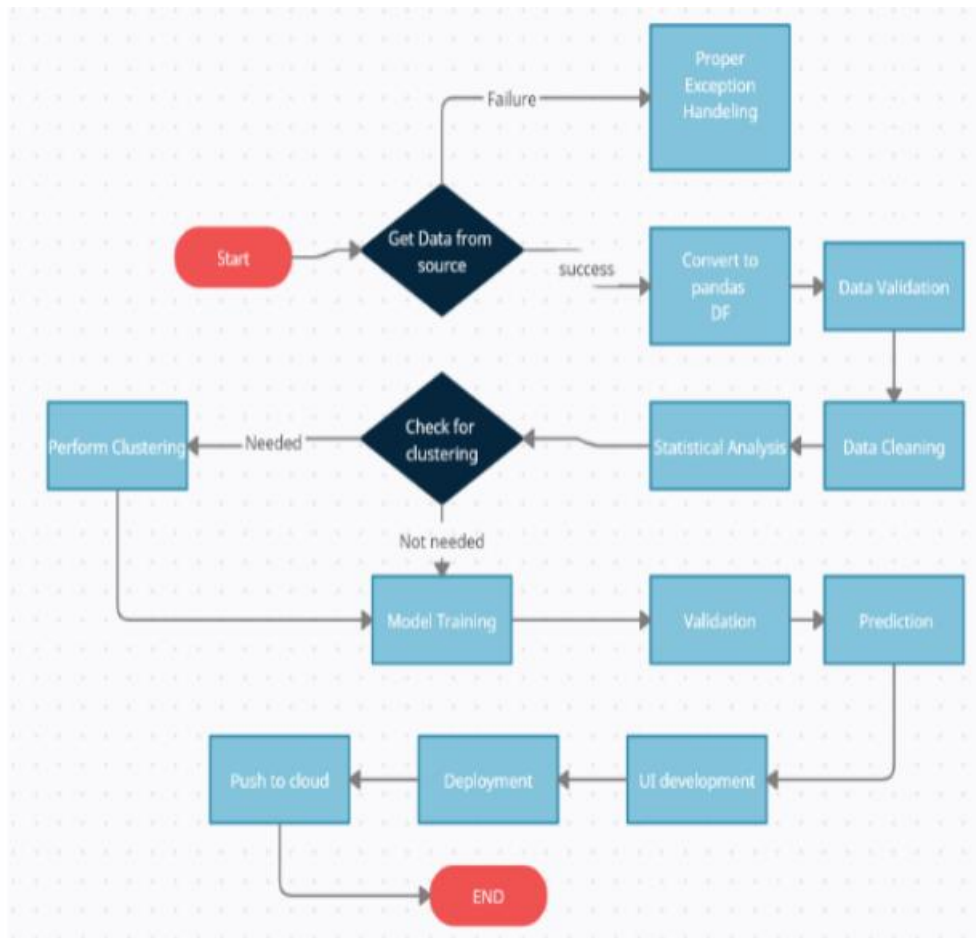 Proper
Exception
Handeling
Failure
Start
Get Data from
source
success
Convert to
pandas
DF
Data Validation
Perform Clustering
Needed
Check for
clustering
Statistical Analysis
Data Cleaning
Not needed
Model Training
Validation
Prediction
Push to cloud
Deployment
UI development
END